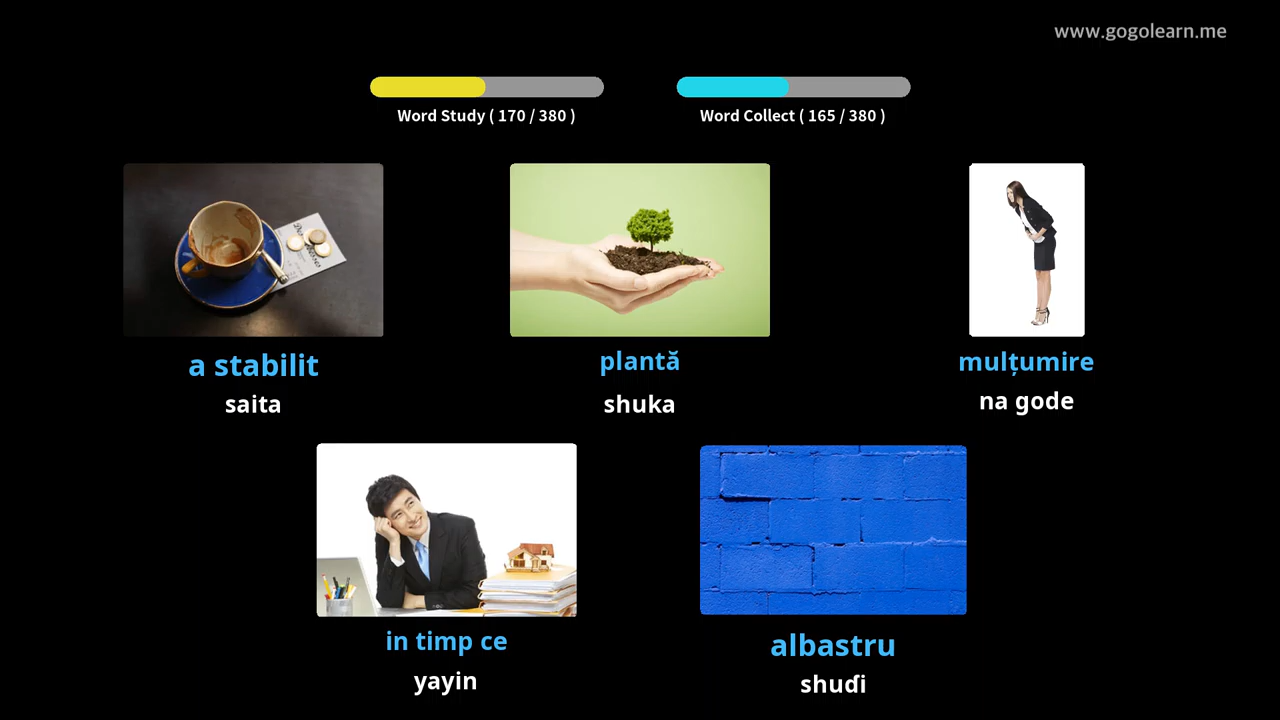 www.gogolearn.me
Word Study ( 170 / 380 )
Word Collect ( 165 / 380 )
a stabilit
saita
plantă
shuka
mulțumire
na gode
in timp ce
yayin
albastru
shuɗi